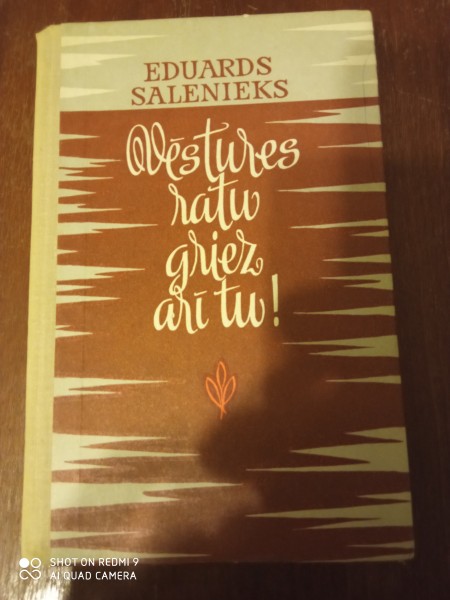 EDUARDS
SALENIEKS
Vēstures
ratu
griez
arī tu!
SHOT ON REDMI 9
AI QUAD CAMERA